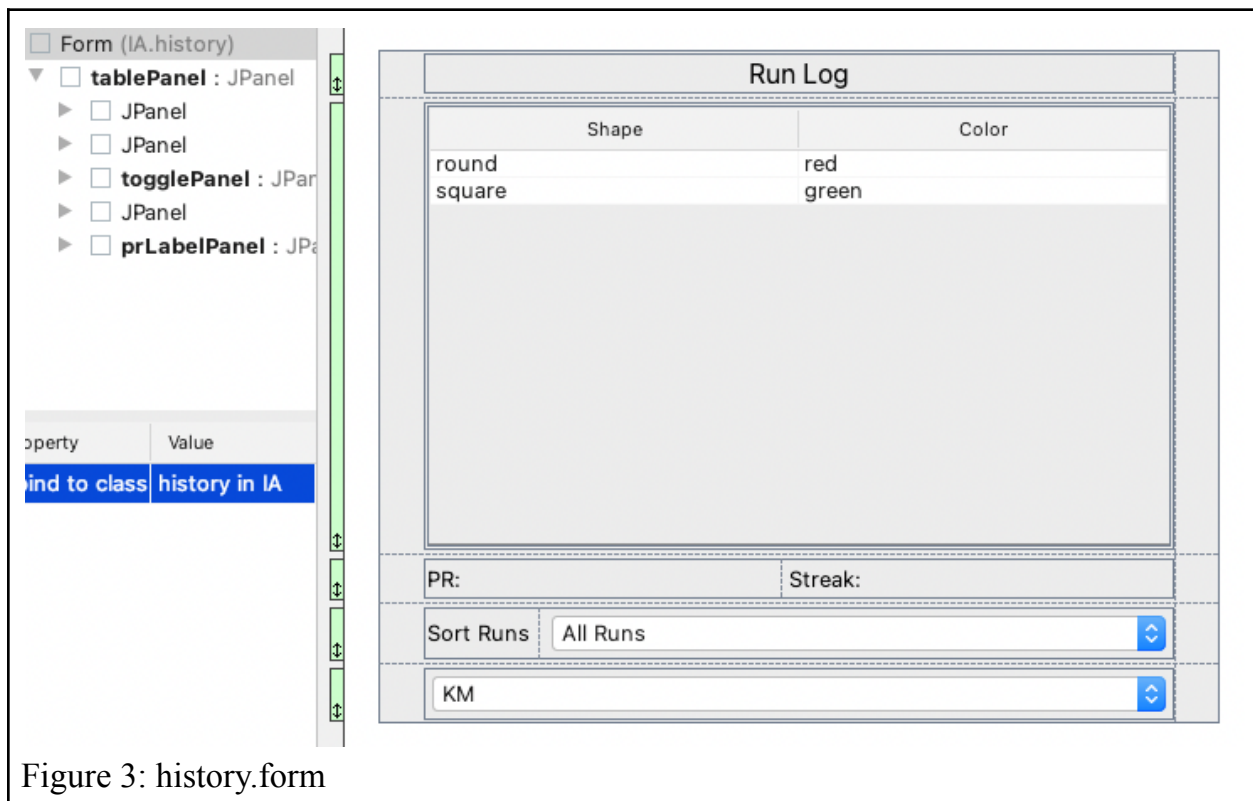 Form (IA.history)
tablePanel : JPanel
JPanel
JPanel
togglePanel : JPar
JPanel
prLabelPanel : JPa
operty Value
bind to class history in IA
Run Log
Shape Color
round red
square green
PR: Streak:
Sort Runs All Runs
KM
Figure 3: history.form